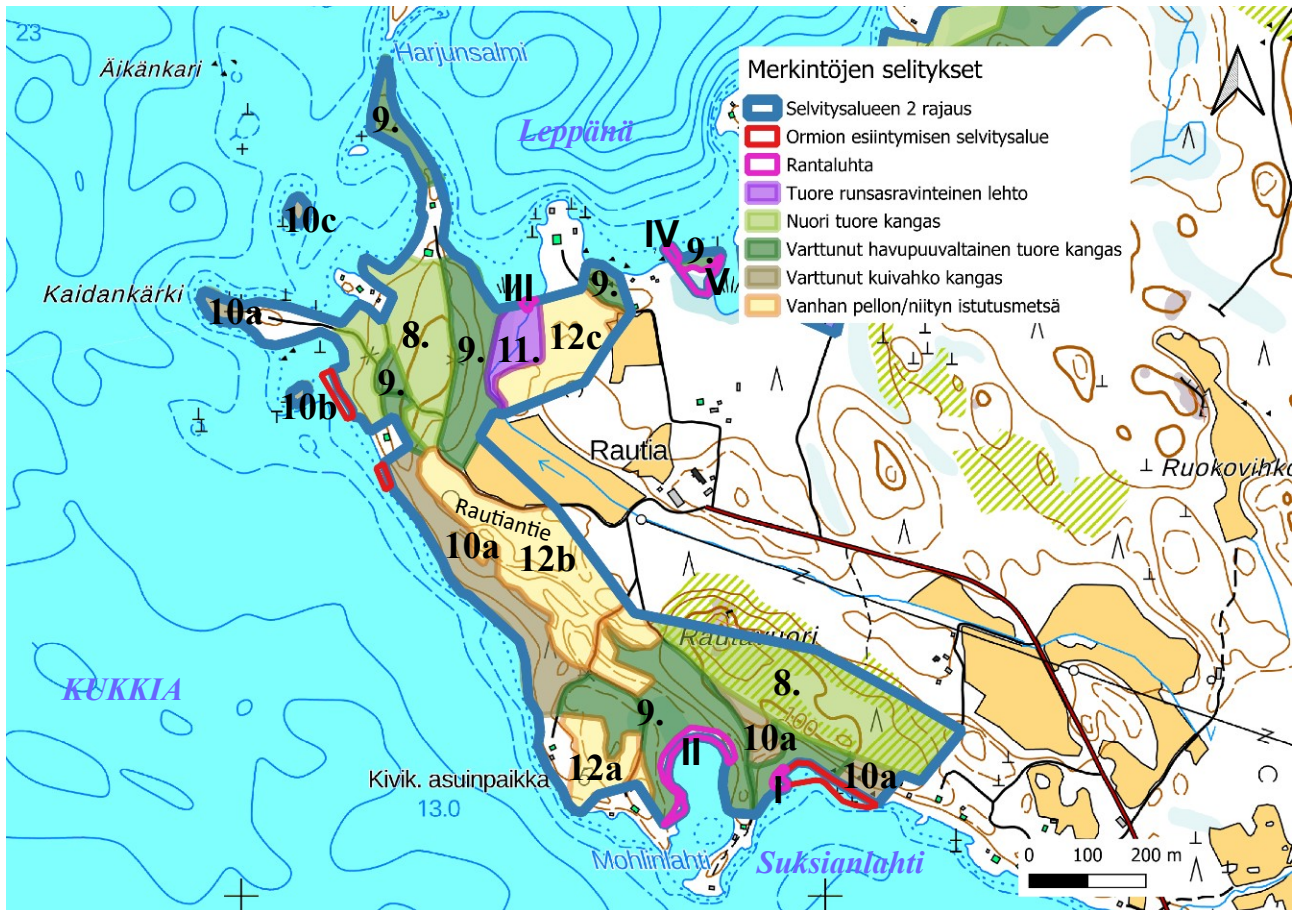 23
Harjunsalmi
Äikänkari
Leppänä
Merkintöjen selitykset
Selvitysalueen 2 rajaus
Ormion esiintymisen selvitysalue
Rantaluhta
Tuore runsasravinteinen lehto
Nuori tuore kangas
Varttunut havupuuvaltainen tuore kangas
Varttunut kuivahko kangas
Vanhan pellon/niityn istutusmetsä
9.
10c
IV
9.
V
Kaidankärki
10a
III
9.
8.
9.
11.
12c
9.
10b
Rautia
Ruokovihko
Rautiantie
10a
12b
Rautavuori
KUKKIA
8.
9.
100
II
10a
12a
I
10a
Kivik. asuinpaikka
13.0
Mohlinlahti
Suksianlahti
0 100 200 m